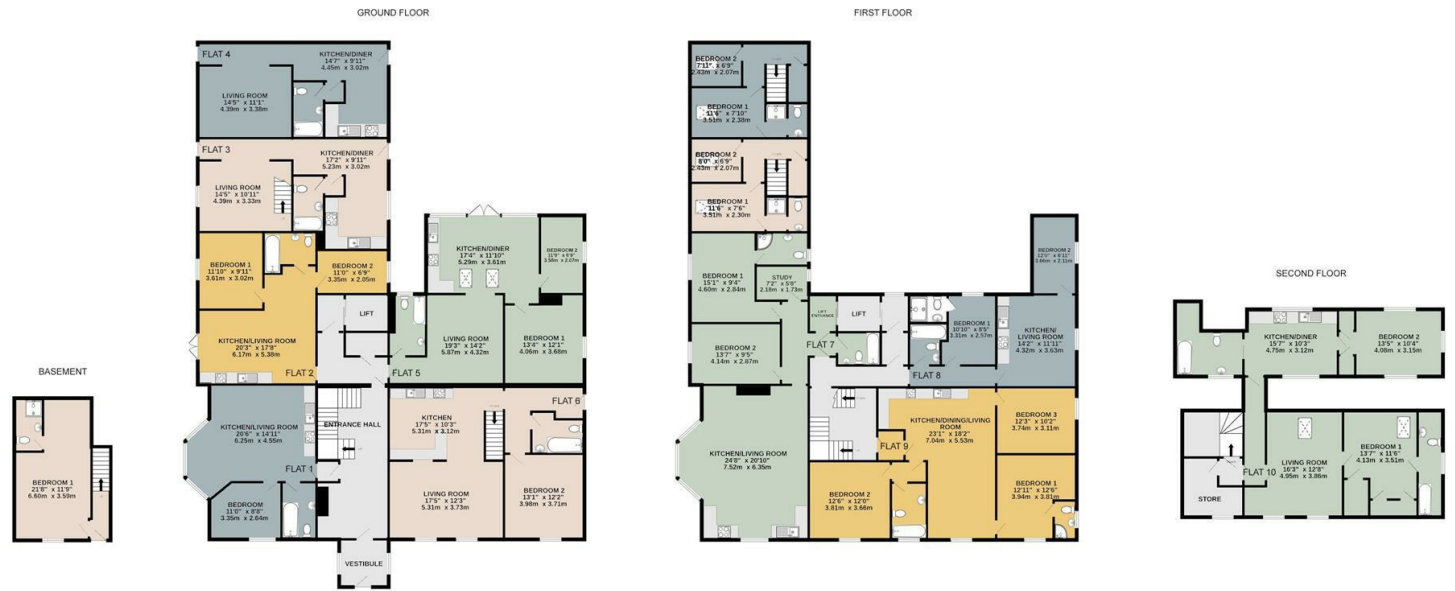 GROUND FLOOR
FLAT 4
KITCHEN/DINER
14'7" x 9'11"
4.45m x 3.02m
LIVING ROOM
14'5" x 11'1"
4.39m x 3.38m
FLAT 3
KITCHEN/DINER
17'2" x 9'11"
5.23m x 3.02m
LIVING ROOM
14'5" x 10'11"
4.39m x 3.33m
BEDROOM 1
11'10" x 9'11"
3.61m x 3.02m
BEDROOM 2
11'0" x 6'9"
3.35m x 2.05m
KITCHEN/DINER
17'4" x 11'10"
5.29m x 3.61m
BEDROOM 2
11'9" x 6'9"
3.58m x 2.07m
LIFT
KITCHEN/LIVING ROOM
20'3" x 17'8"
6.17m x 5.38m
FLAT 2
LIVING ROOM
19'3" x 14'2"
5.87m x 4.32m
BEDROOM 1
13'4" x 12'1"
4.06m x 3.68m
FLAT 5
KITCHEN/LIVING ROOM
20'6" x 14'11"
6.25m x 4.55m
FLAT 1
ENTRANCE HALL
KITCHEN
17'5" x 10'3"
5.31m x 3.12m
FLAT 6
BEDROOM
11'0" x 8'8"
3.35m x 2.64m
LIVING ROOM
17'5" x 12'3"
5.31m x 3.73m
BEDROOM 2
13'1" x 12'2"
3.98m x 3.71m
VESTIBULE
BASEMENT
BEDROOM 1
21'8" x 11'9"
6.60m x 3.59m
FIRST FLOOR
BEDROOM 2
7'11" x 6'9"
2.43m x 2.07m
BEDROOM 1
11'6" x 7'10"
3.51m x 2.38m
BEDROOM 2
8'0" x 6'9"
2.43m x 2.07m
BEDROOM 1
11'6" x 7'6"
3.51m x 2.30m
BEDROOM 1
15'1" x 9'4"
4.60m x 2.84m
STUDY
7'2" x 5'8"
2.18m x 1.73m
LIFT
ENTRANCE
LIFT
BEDROOM 2
13'7" x 9'5"
4.14m x 2.87m
FLAT 7
BEDROOM 2
12'0" x 6'11"
3.66m x 2.11m
BEDROOM 1
10'10" x 8'5"
3.31m x 2.57m
KITCHEN/
LIVING ROOM
14'2" x 11'11"
4.32m x 3.63m
FLAT 8
KITCHEN/LIVING ROOM
24'8" x 20'10"
7.52m x 6.35m
KITCHEN/DINING/LIVING
ROOM
23'1" x 18'2"
7.04m x 5.53m
FLAT 9
BEDROOM 3
12'3" x 10'2"
3.74m x 3.11m
BEDROOM 2
12'6" x 12'0"
3.81m x 3.66m
BEDROOM 1
12'11" x 12'6"
3.94m x 3.81m
SECOND FLOOR
KITCHEN/DINER
15'7" x 10'3"
4.75m x 3.12m
BEDROOM 2
13'5" x 10'4"
4.08m x 3.15m
BEDROOM 1
13'7" x 11'6"
4.13m x 3.51m
LIVING ROOM
16'3" x 12'8"
4.95m x 3.86m
FLAT 10
STORE